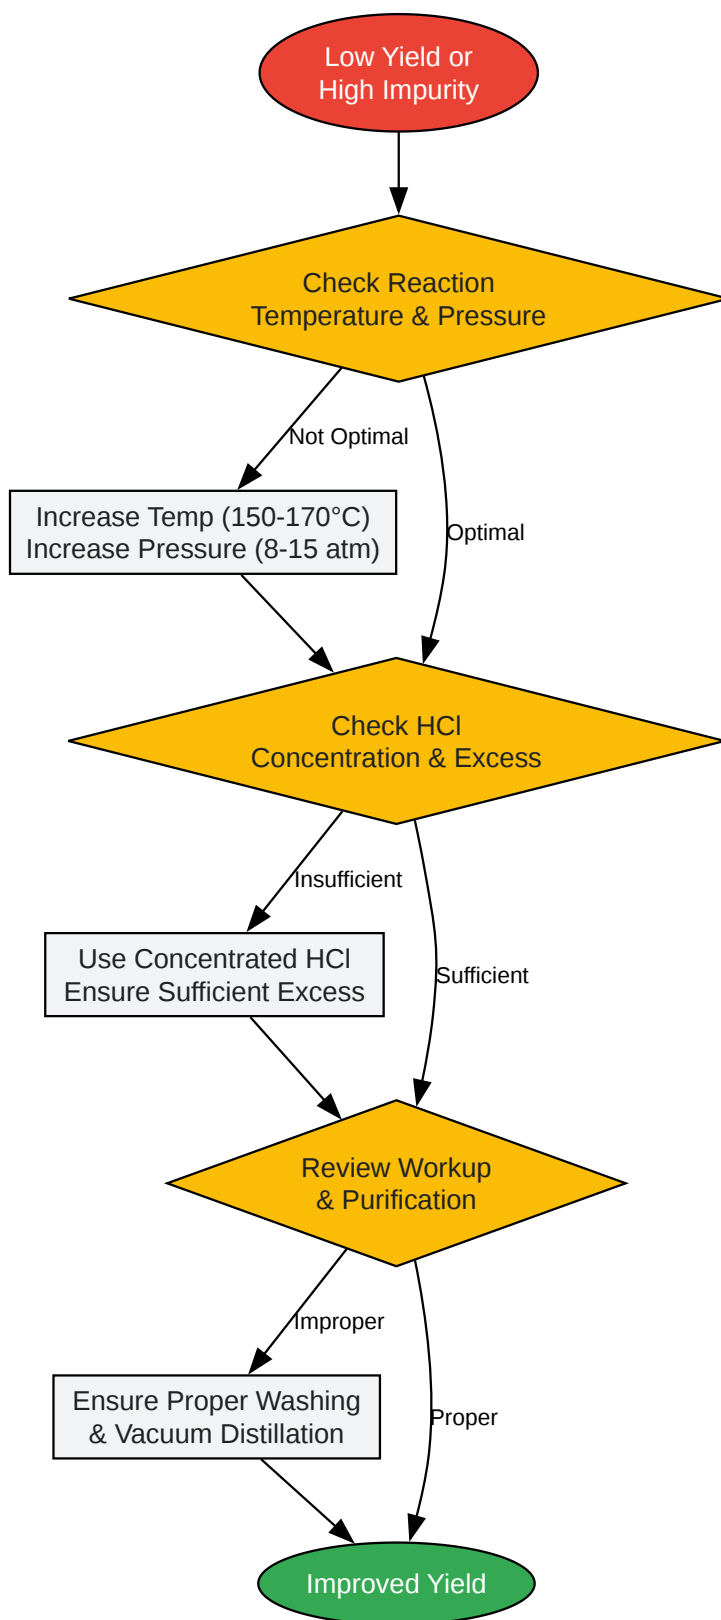 Low Yield or
High Impurity
Check Reaction
Temperature & Pressure
Not Optimal
Increase Temp (150-170°C)
Increase Pressure (8-15 atm)
Optimal
Check HCl
Concentration & Excess
Insufficient
Use Concentrated HCl
Ensure Sufficient Excess
Sufficient
Review Workup
& Purification
Improper
Ensure Proper Washing
& Vacuum Distillation
Proper
Improved Yield